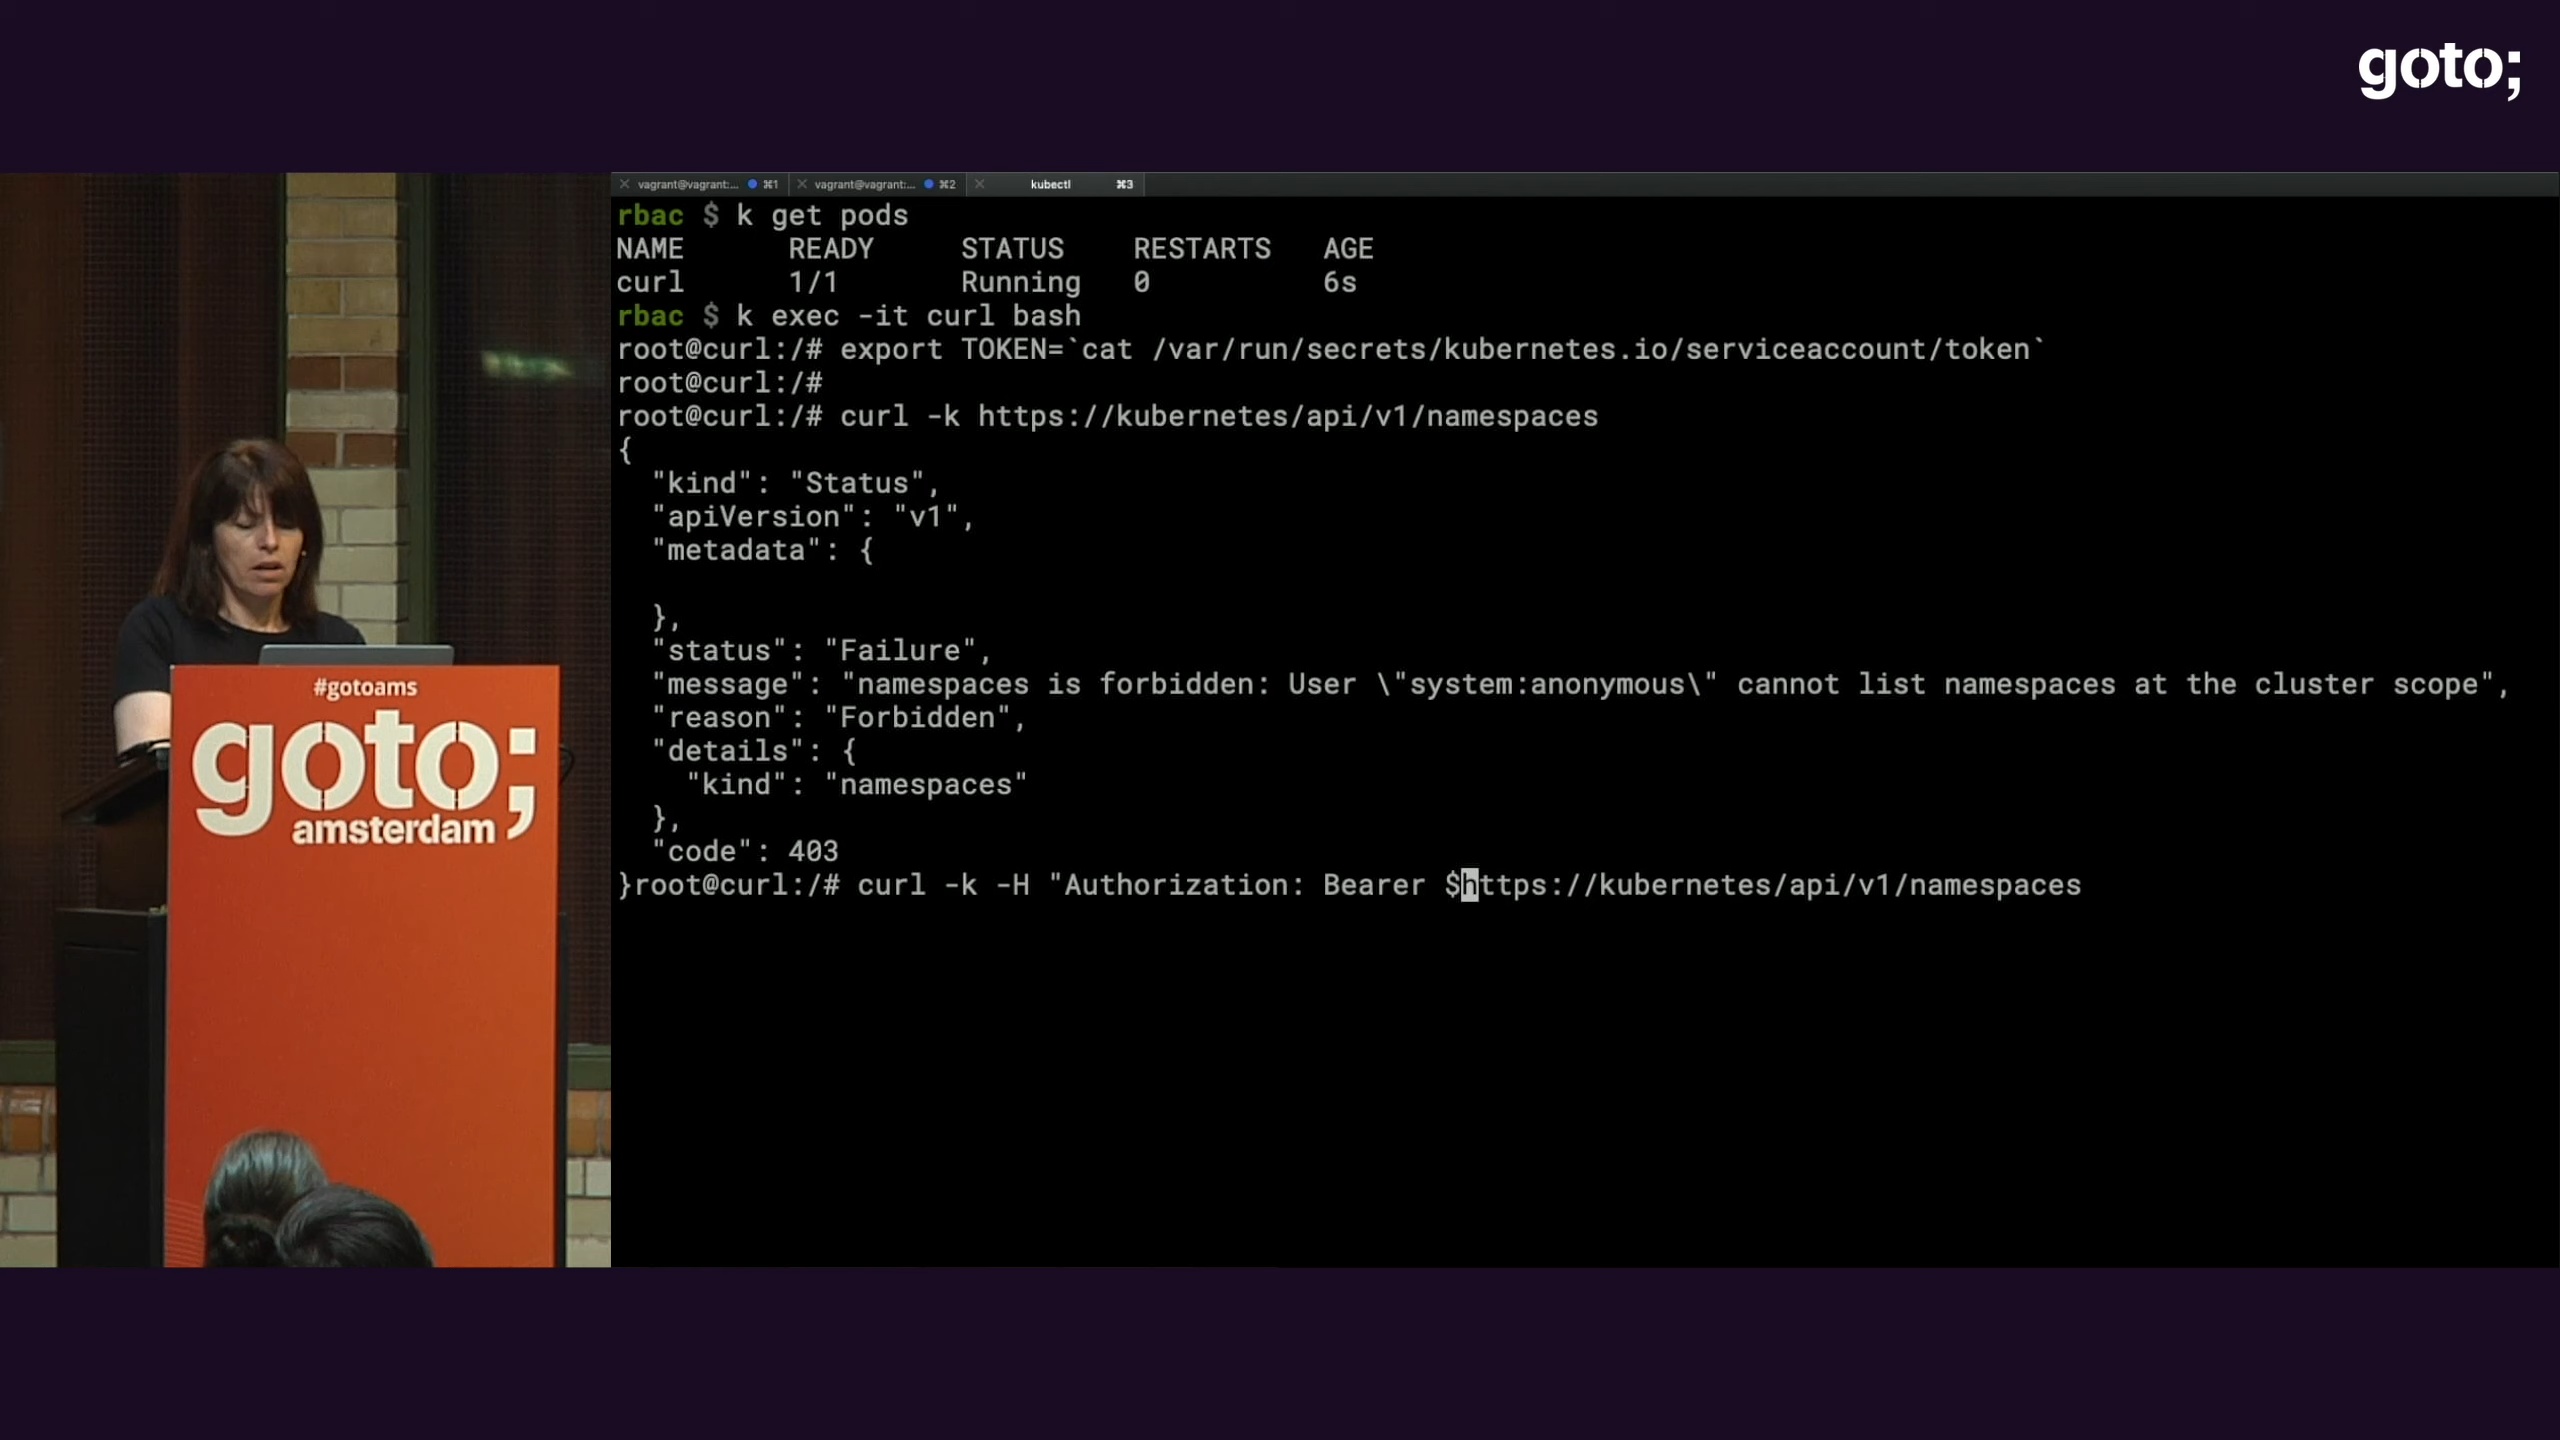 goto;
vagrant@vagrant:... ⌘1 vagrant@vagrant:... ⌘2 kubectl ⌘3
rbac $ k get pods
NAME READY STATUS RESTARTS AGE
curl 1/1 Running 0 6s
rbac $ k exec -it curl bash
root@curl:/# export TOKEN=`cat /var/run/secrets/kubernetes.io/serviceaccount/token`
root@curl:/#
root@curl:/# curl -k https://kubernetes/api/v1/namespaces
{
  "kind": "Status",
  "apiVersion": "v1",
  "metadata": {

  },
  "status": "Failure",
  "message": "namespaces is forbidden: User \"system:anonymous\" cannot list namespaces at the cluster scope",
  "reason": "Forbidden",
  "details": {
    "kind": "namespaces"
  },
  "code": 403
}root@curl:/# curl -k -H "Authorization: Bearer $https://kubernetes/api/v1/namespaces
#gotoams
goto;
amsterdam